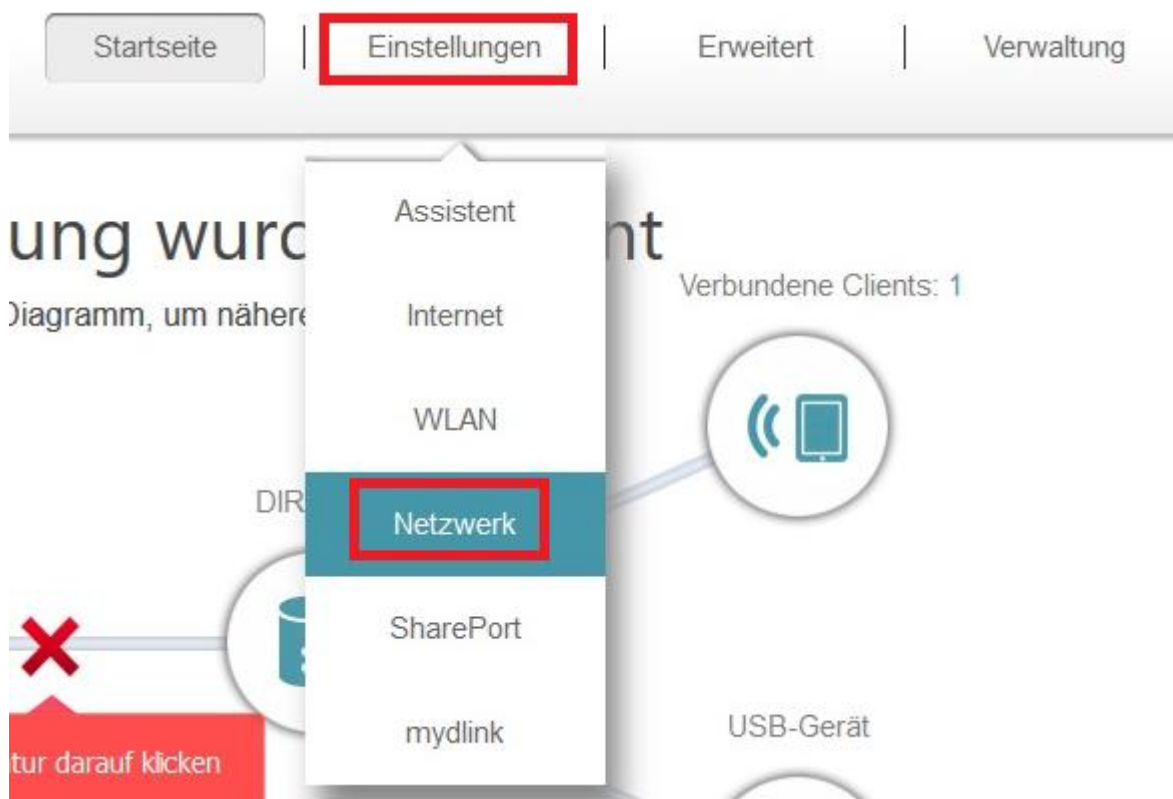 Startseite
Einstellungen
Erweitert
Verwaltung
Assistent
Internet
WLAN
Netzwerk
SharePort
mydlink
ung wurd nt
Diagramm, um nähere
Verbundene Clients: 1
DIR
USB-Gerät
tur darauf klicken